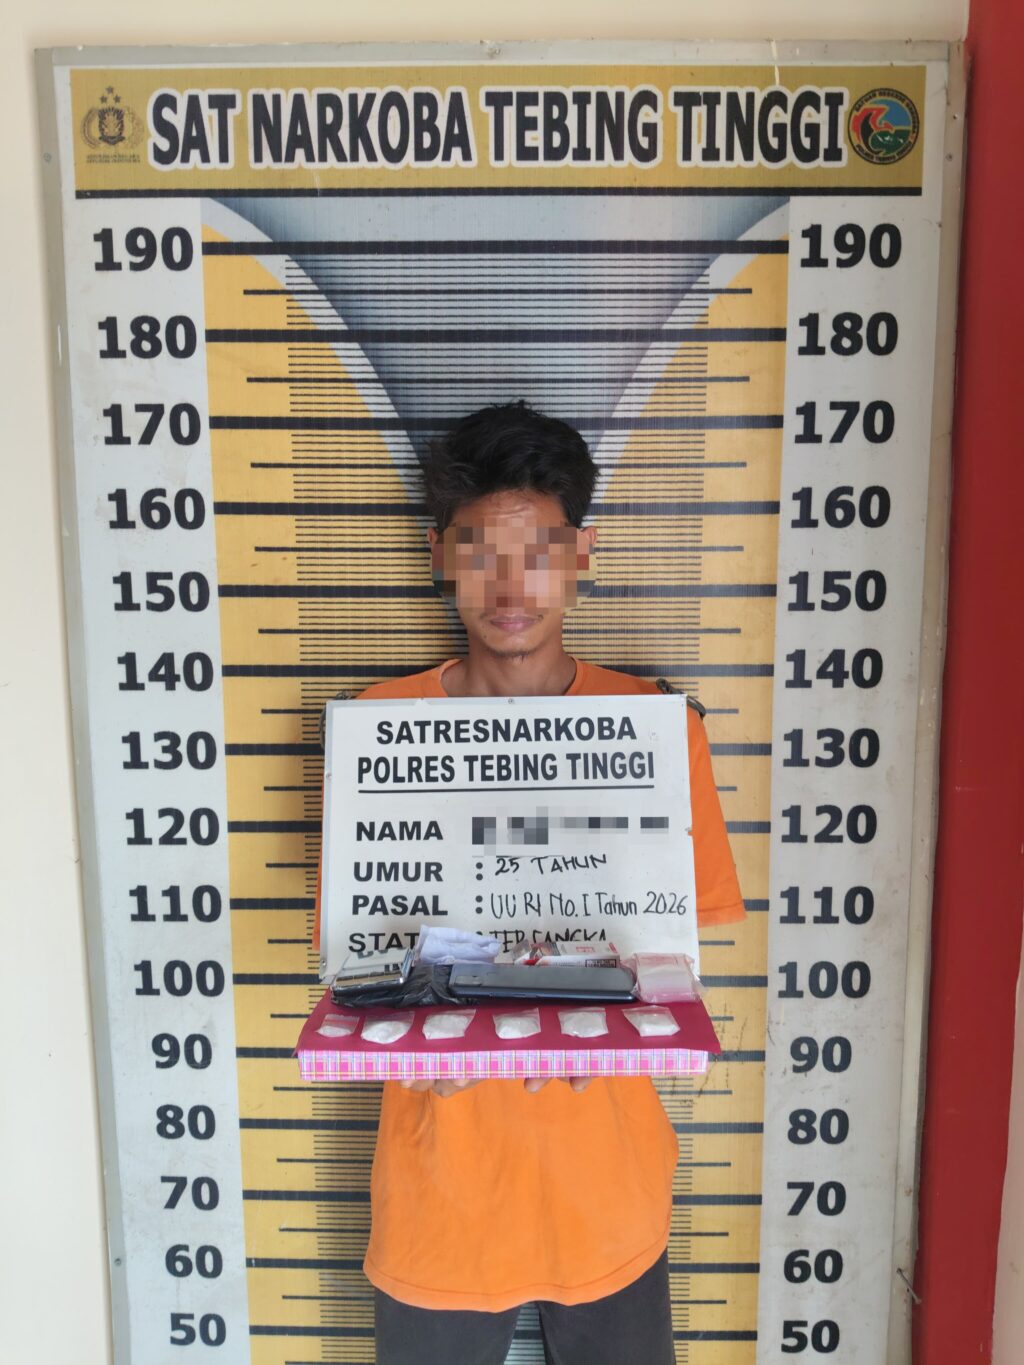 SAT NARKOBA TEBING TINGGI
190 190
180 180
170 170
160 160
150 150
140 140
SATRESNARKOBA
POLRES TEBING TINGGI
130 130
NAMA
120 120
UMUR : 25 TAHUN
PASAL : UU RI No. I Tahun 2026
110 110
STAT : TERSANGKA
100 100
90 90
80 80
70 70
60 60
50 50